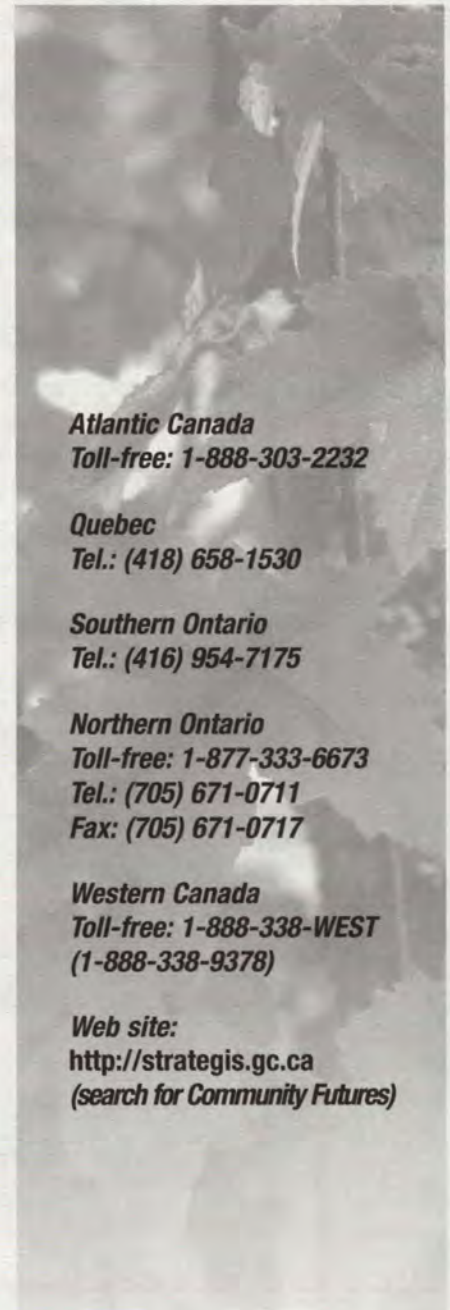 Atlantic Canada
Toll-free: 1-888-303-2232
Quebec
Tel.: (418) 658-1530
Southern Ontario
Tel.: (416) 954-7175
Northern Ontario
Toll-free: 1-877-333-6673
Tel.: (705) 671-0711
Fax: (705) 671-0717
Western Canada
Toll-free: 1-888-338-WEST
(1-888-338-9378)
Web site:
http://strategis.gc.ca
(search for Community Futures)